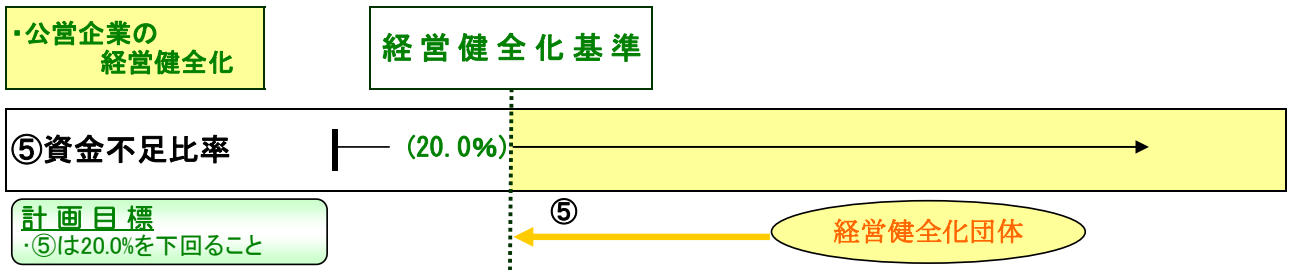 ・公営企業の
経営健全化
経営健全化基準
⑤資金不足比率
(20.0%)
計画目標
・⑤は20.0%を下回ること
⑤
経営健全化団体